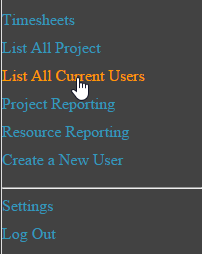 Timesheets
List All Project
List All Current Users
Project Reporting
Resource Reporting
Create a New User
Settings
Log Out